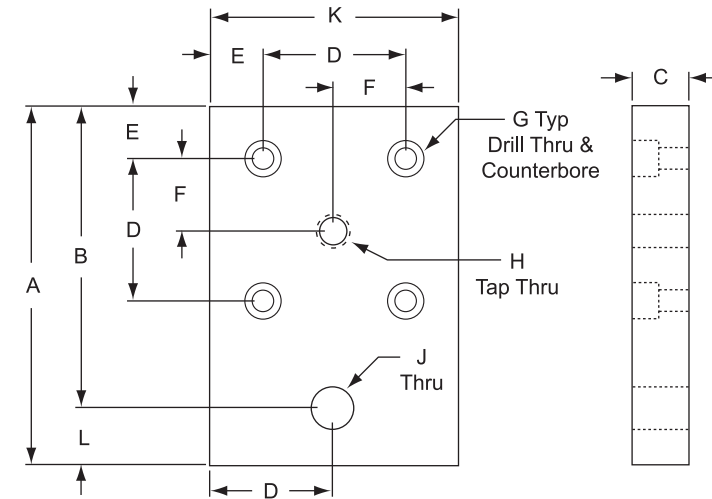 K
E
D
F
C
E
G Typ
Drill Thru &
Counterbore
F
D
B
A
H
Tap Thru
J
Thru
L
D